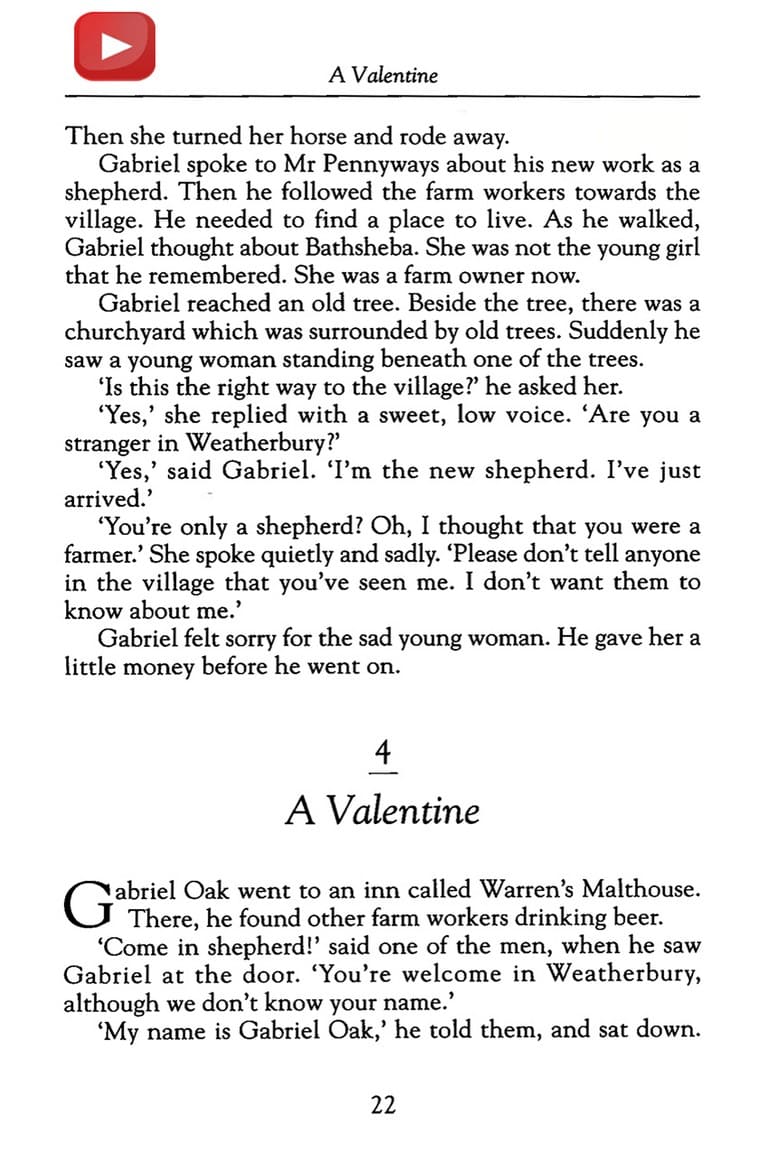 A Valentine
Then she turned her horse and rode away.
Gabriel spoke to Mr Pennyways about his new work as a
shepherd. Then he followed the farm workers towards the
village. He needed to find a place to live. As he walked,
Gabriel thought about Bathsheba. She was not the young girl
that he remembered. She was a farm owner now.
Gabriel reached an old tree. Beside the tree, there was a
churchyard which was surrounded by old trees. Suddenly he
saw a young woman standing beneath one of the trees.
‘Is this the right way to the village?’ he asked her.
‘Yes,’ she replied with a sweet, low voice. ‘Are you a
stranger in Weatherbury?’
‘Yes,’ said Gabriel. ‘I’m the new shepherd. I’ve just
arrived.’
‘You’re only a shepherd? Oh, I thought that you were a
farmer.’ She spoke quietly and sadly. ‘Please don’t tell anyone
in the village that you’ve seen me. I don’t want them to
know about me.’
Gabriel felt sorry for the sad young woman. He gave her a
little money before he went on.
4
A Valentine
Gabriel Oak went to an inn called Warren’s Malthouse.
There, he found other farm workers drinking beer.
‘Come in shepherd!’ said one of the men, when he saw
Gabriel at the door. ‘You’re welcome in Weatherbury,
although we don’t know your name.’
‘My name is Gabriel Oak,’ he told them, and sat down.
22